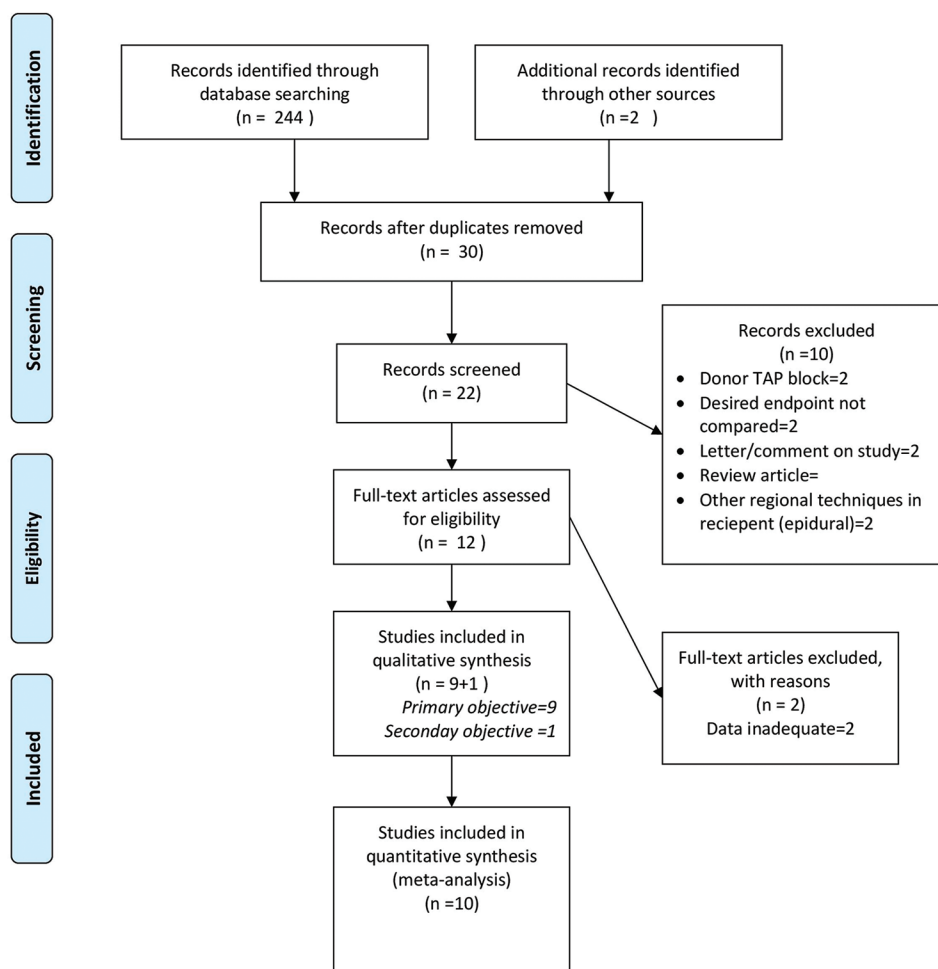 Identification
Records identified through
database searching
(n = 244 )
Additional records identified
through other sources
(n =2 )
Records after duplicates removed
(n = 30)
Screening
Records screened
(n = 22)
Records excluded
(n =10)
• Donor TAP block=2
• Desired endpoint not
compared=2
• Letter/comment on study=2
• Review article=
• Other regional techniques in
reciepent (epidural)=2
Eligibility
Full-text articles assessed
for eligibility
(n = 12 )
Full-text articles excluded,
with reasons
(n = 2)
Data inadequate=2
Studies included in
qualitative synthesis
(n = 9+1 )
Primary objective=9
Seconday objective =1
Included
Studies included in
quantitative synthesis
(meta-analysis)
(n =10)